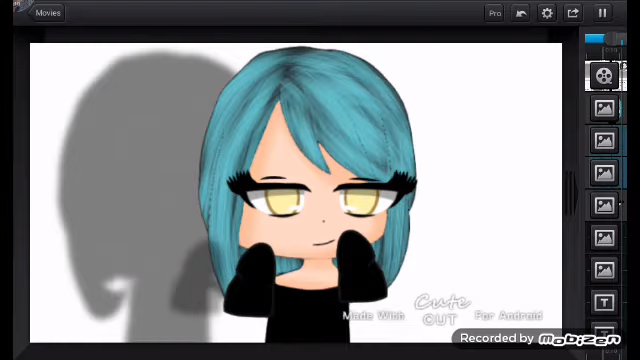 Movies
Pro
Cute
CUT
Made With
For Android
Recorded by
MOBIZEN
T
T